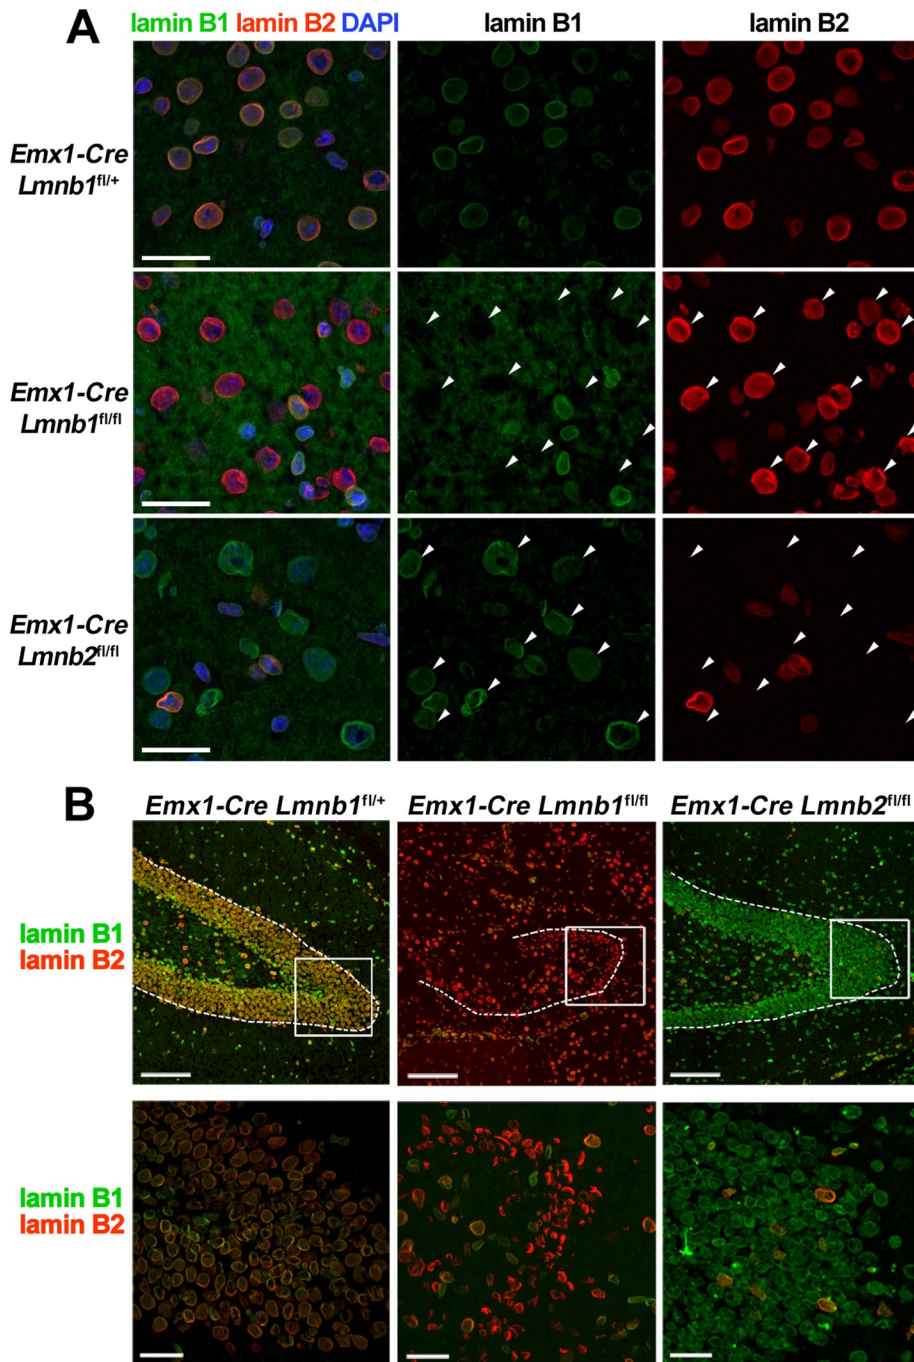 A
lamin B1 lamin B2 DAPI
lamin B1
lamin B2
Emx1-Cre
Lmnb1fl/+
Emx1-Cre
Lmnb1fl/fl
Emx1-Cre
Lmnb2fl/fl
B
Emx1-Cre Lmnb1fl/+
Emx1-Cre Lmnb1fl/fl
Emx1-Cre Lmnb2fl/fl
lamin B1
lamin B2
lamin B1
lamin B2